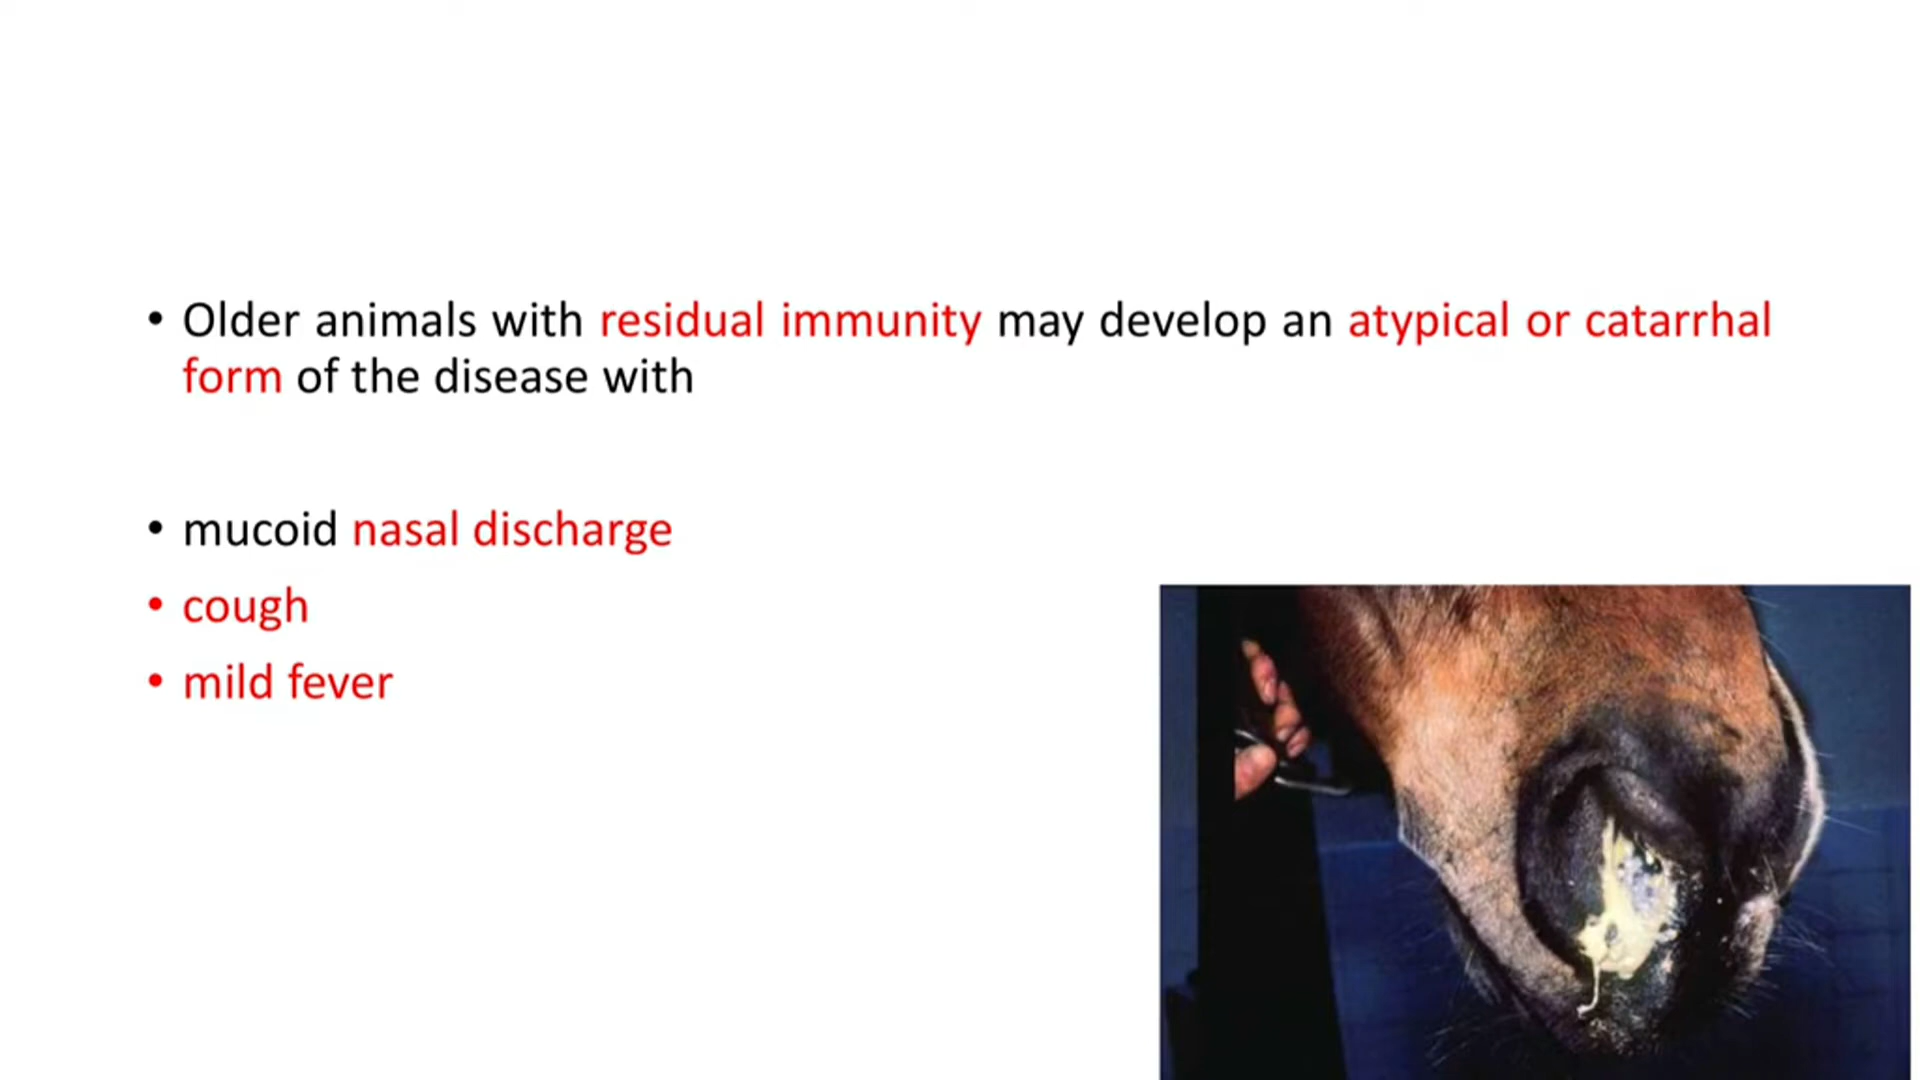 • Older animals with residual immunity may develop an atypical or catarrhal
form of the disease with
• mucoid nasal discharge
• cough
• mild fever